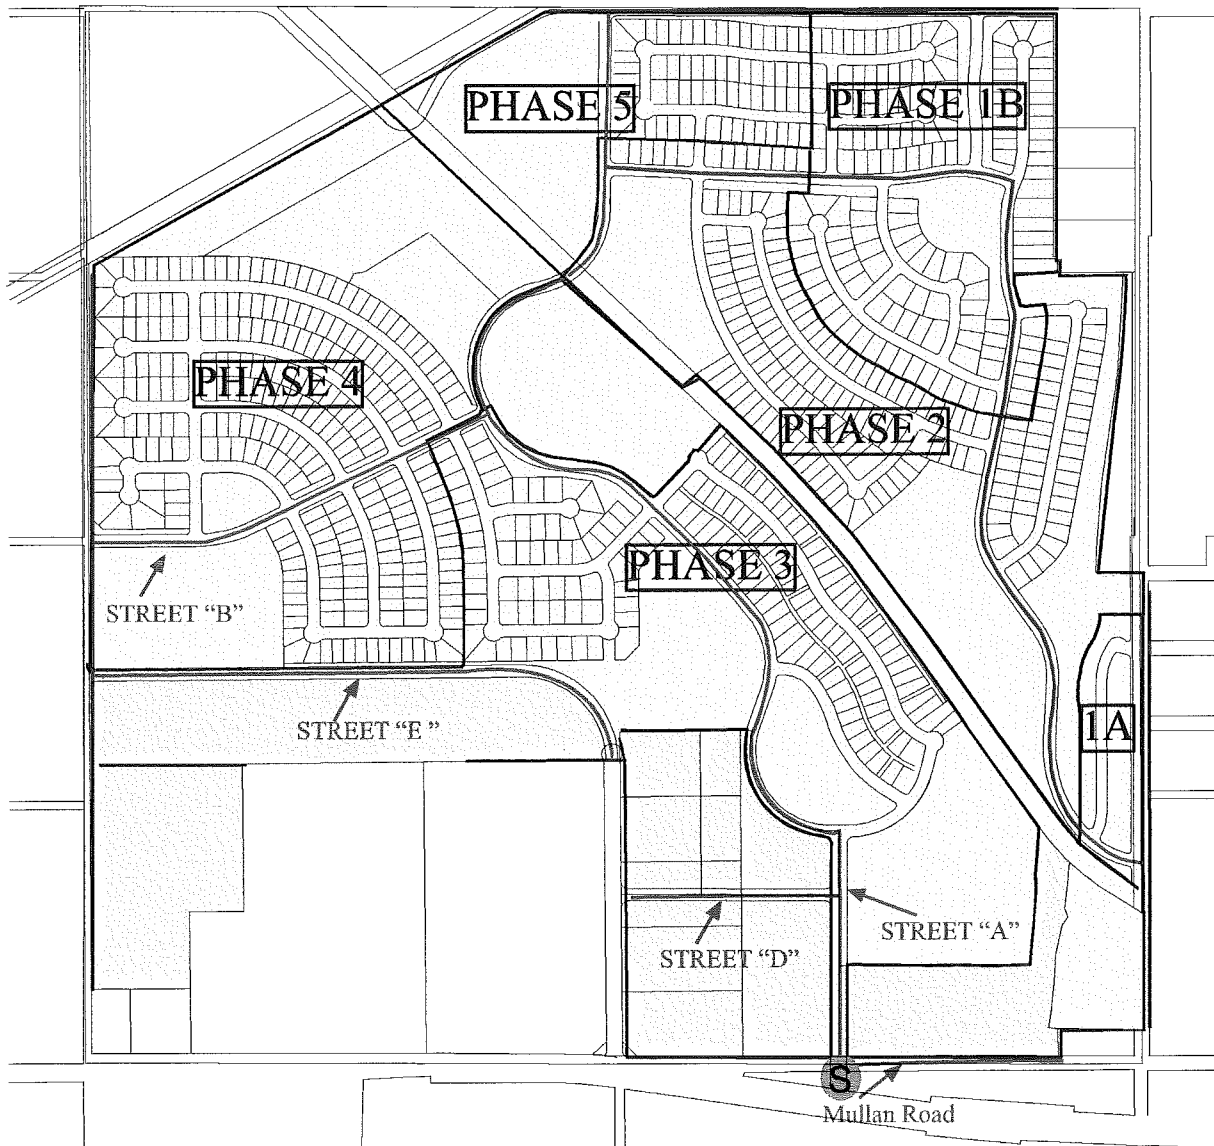 PHASE 5
PHASE 1B
PHASE 4
PHASE 2
PHASE 3
STREET “B”
STREET “E ”
1A
STREET “A”
STREET “D”
S
Mullan Road